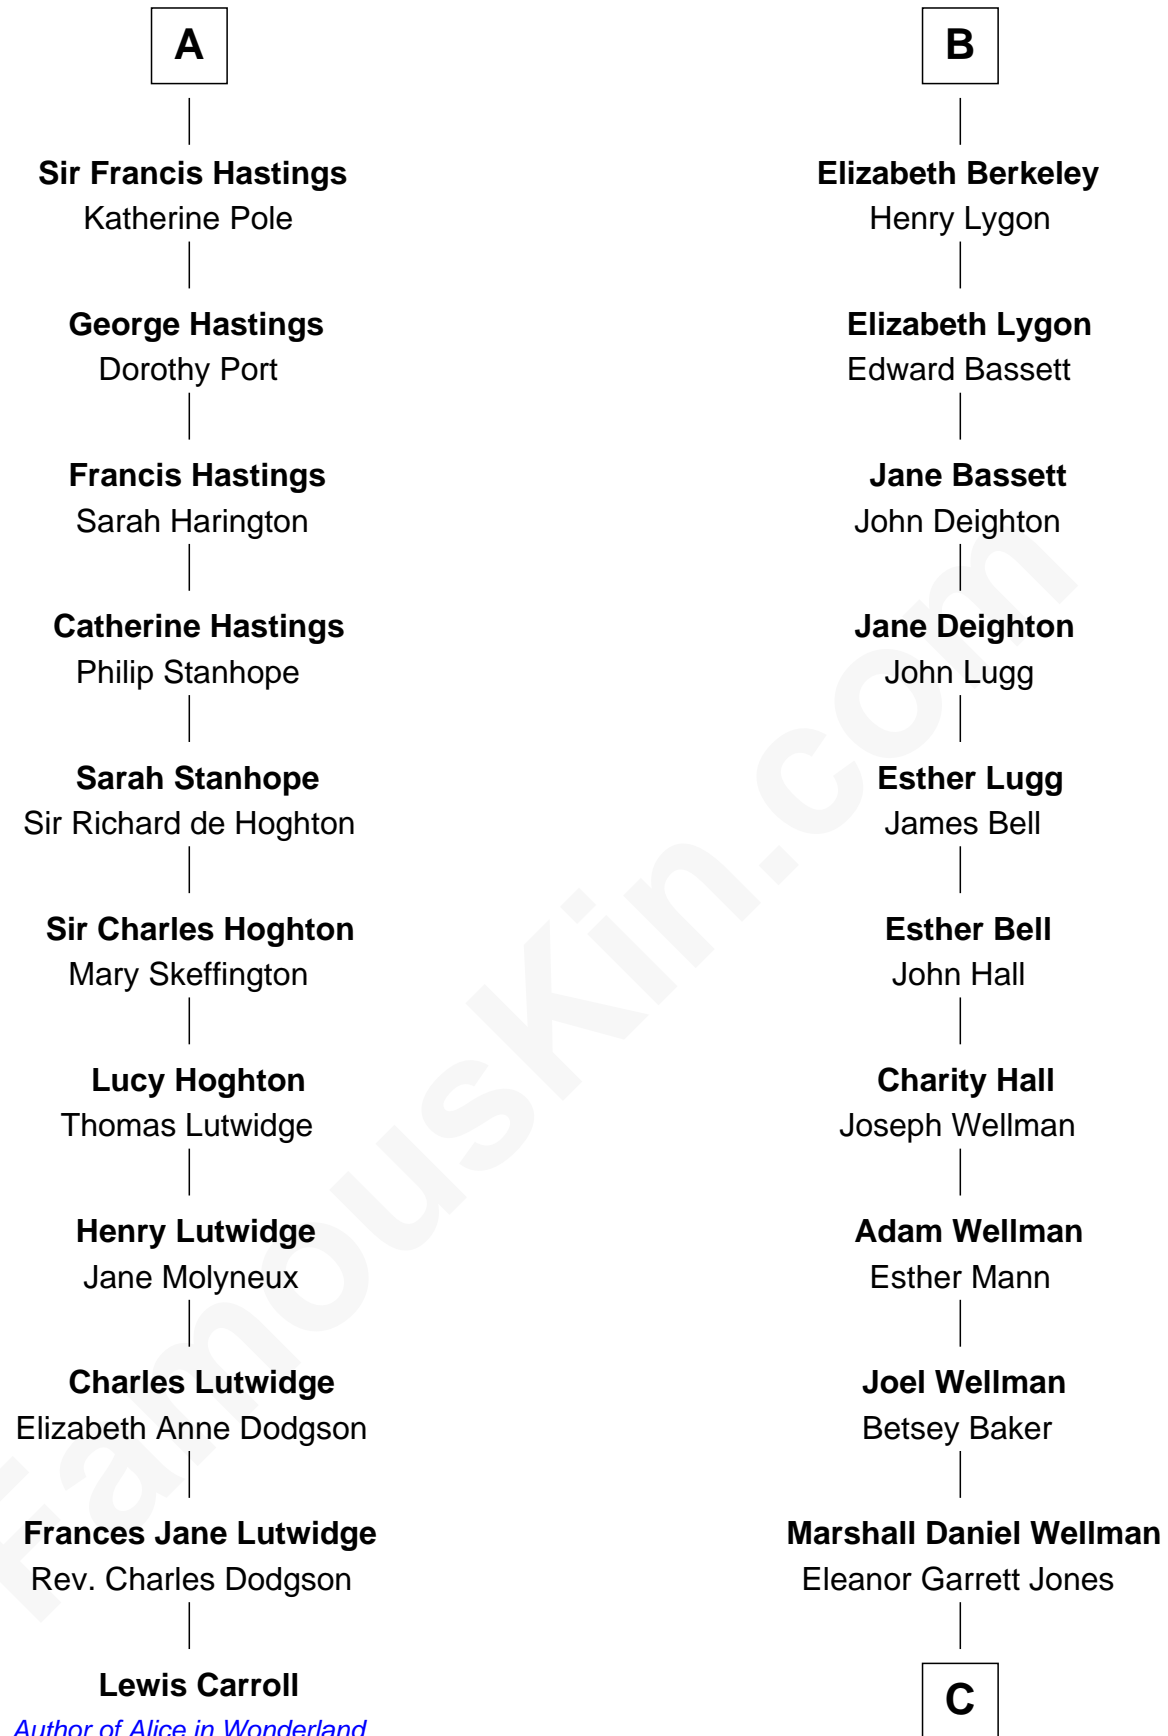 A
Sir Francis Hastings
Katherine Pole
George Hastings
Dorothy Port
Francis Hastings
Sarah Harington
Catherine Hastings
Philip Stanhope
Sarah Stanhope
Sir Richard de Hoghton
Sir Charles Hoghton
Mary Skeffington
Lucy Hoghton
Thomas Lutwidge
Henry Lutwidge
Jane Molyneux
Charles Lutwidge
Elizabeth Anne Dodgson
Frances Jane Lutwidge
Rev. Charles Dodgson
Lewis Carroll
Author of Alice in Wonderland
B
Elizabeth Berkeley
Henry Lygon
Elizabeth Lygon
Edward Bassett
Jane Bassett
John Deighton
Jane Deighton
John Lugg
Esther Lugg
James Bell
Esther Bell
John Hall
Charity Hall
Joseph Wellman
Adam Wellman
Esther Mann
Joel Wellman
Betsey Baker
Marshall Daniel Wellman
Eleanor Garrett Jones
C
FamousKin.com